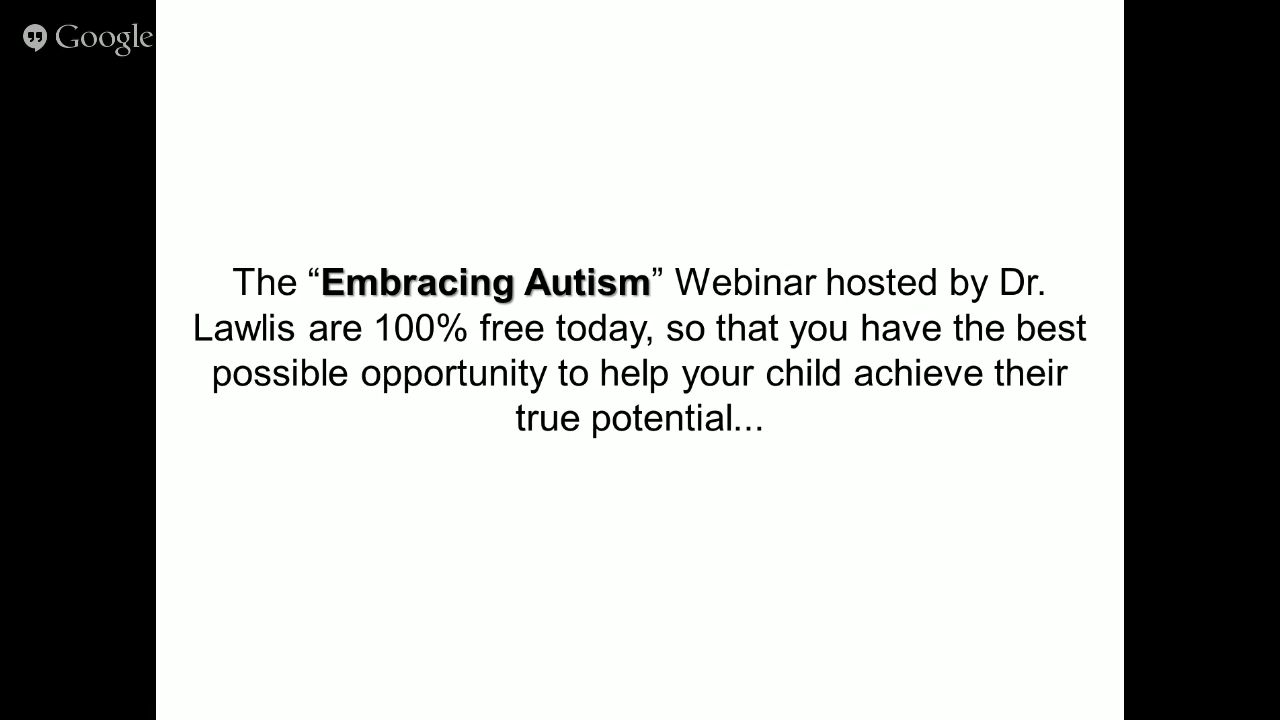 Google
The “Embracing Autism” Webinar hosted by Dr.
Lawlis are 100% free today, so that you have the best
possible opportunity to help your child achieve their
true potential...